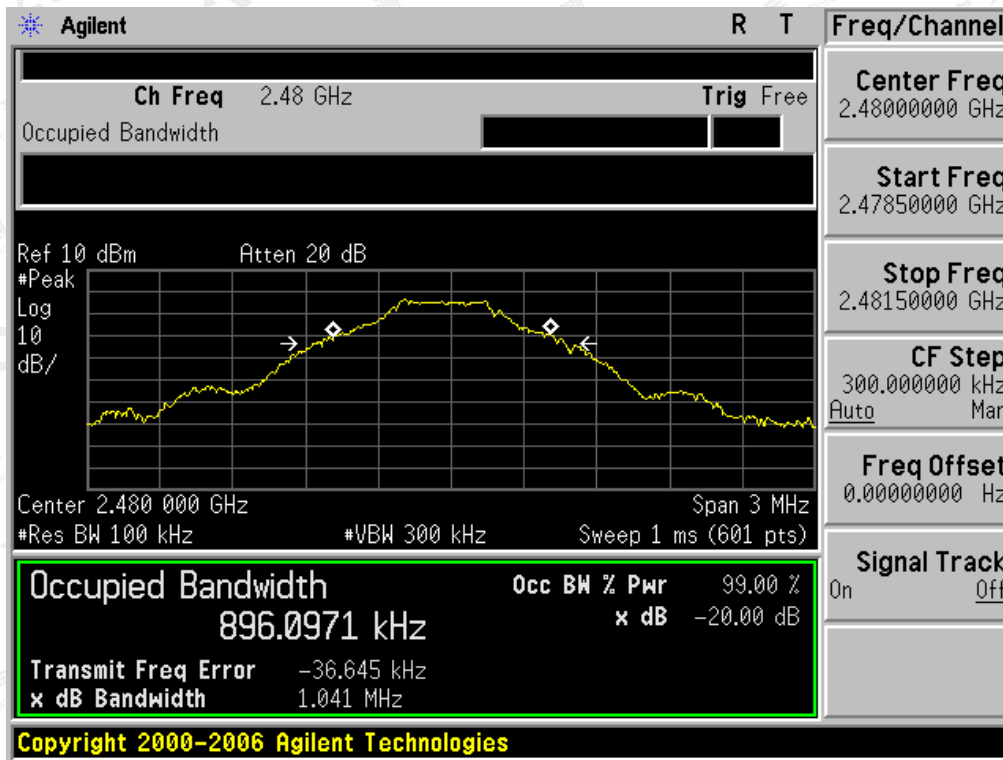 Agilent R T
Freq/Channel
Ch Freq 2.48 GHz Trig Free
Occupied Bandwidth
Ref 10 dBm Atten 20 dB
#Peak
Log
10
dB/
Center 2.480 000 GHz Span 3 MHz
#Res BW 100 kHz #VBW 300 kHz Sweep 1 ms (601 pts)
Occupied Bandwidth
896.0971 kHz
Occ BW % Pwr 99.00 %
x dB -20.00 dB
Transmit Freq Error -36.645 kHz
x dB Bandwidth 1.041 MHz
Copyright 2000-2006 Agilent Technologies
Center Freq
2.48000000 GHz
Start Freq
2.47850000 GHz
Stop Freq
2.48150000 GHz
CF Step
300.000000 kHz
Auto Man
Freq Offset
0.00000000 Hz
Signal Track
On Off